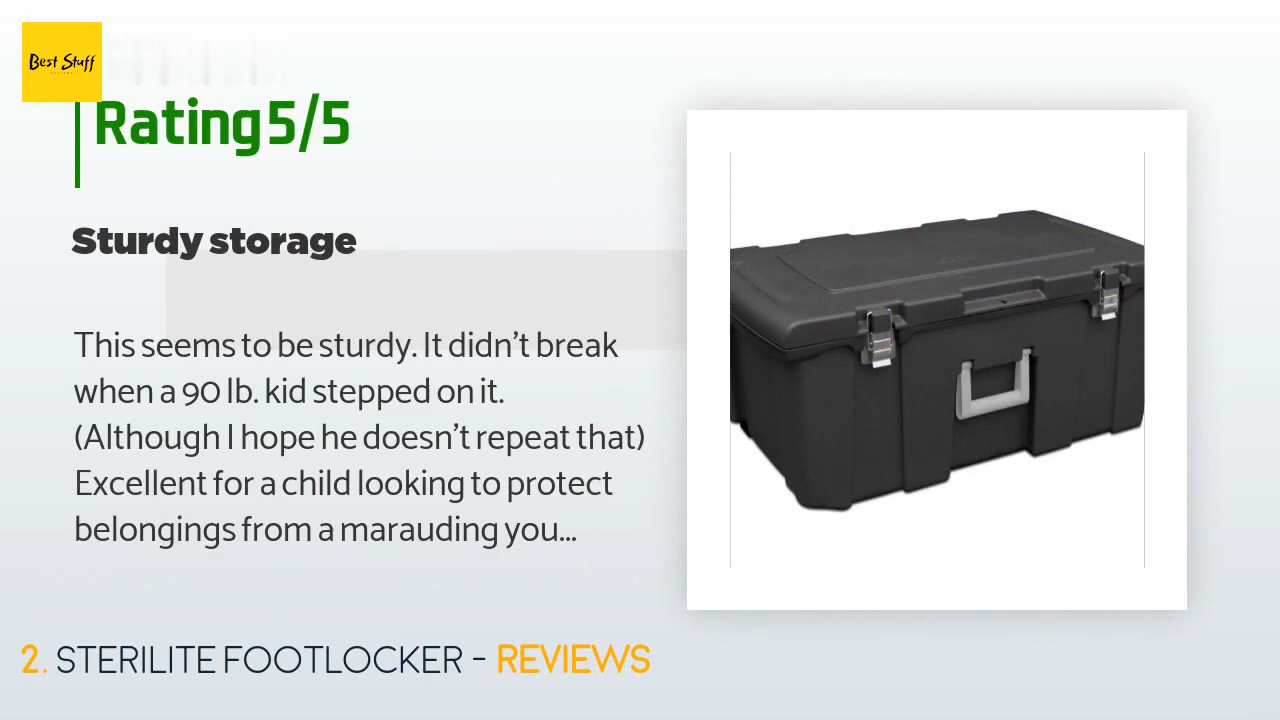 Best Stuff
Rating 5/5
Sturdy storage
This seems to be sturdy. It didn't break
when a 90 lb. kid stepped on it.
(Although I hope he doesn't repeat that)
Excellent for a child looking to protect
belongings from a marauding you...
2. STERILITE FOOTLOCKER - REVIEWS